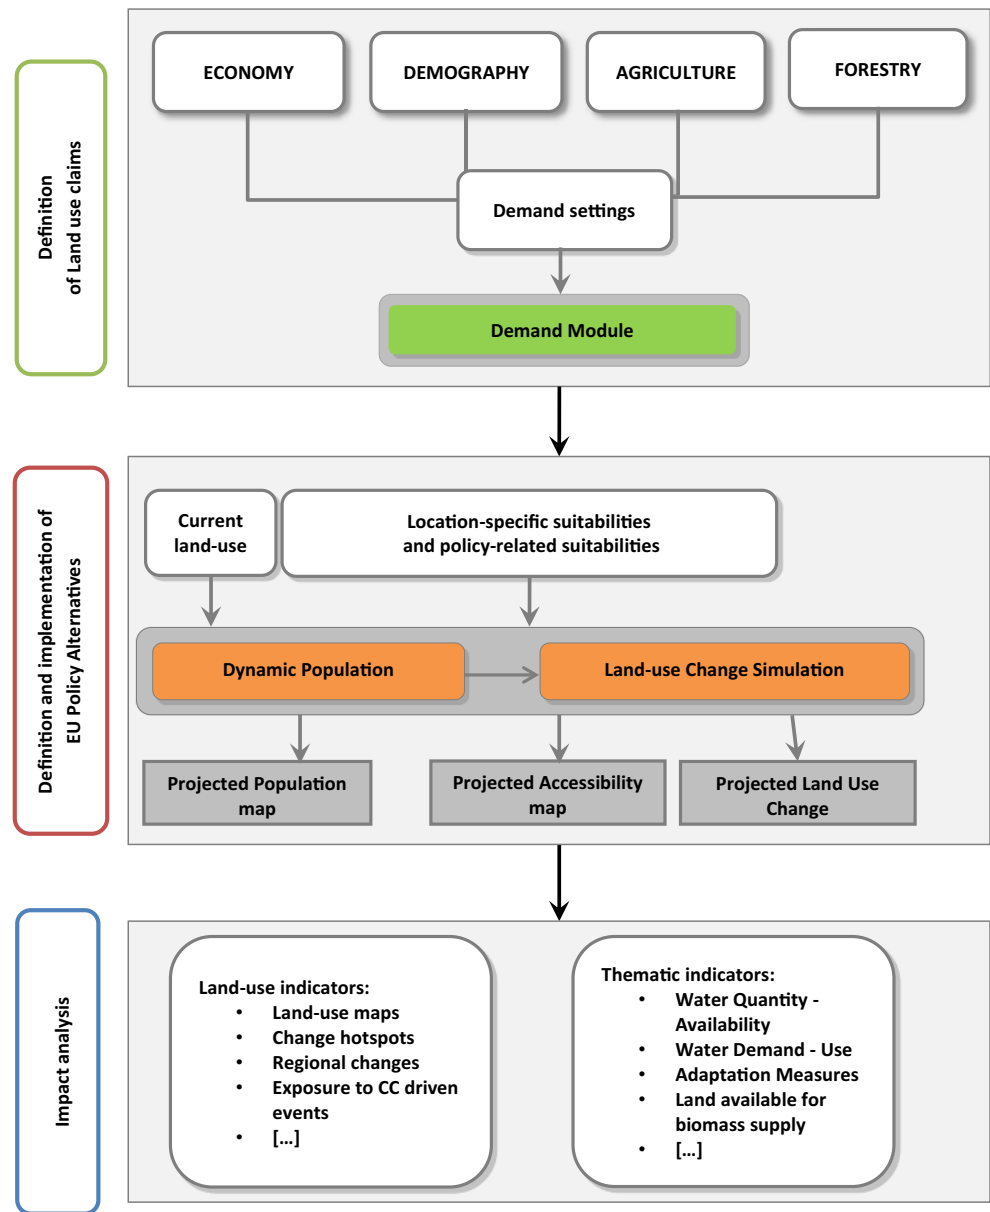 Definition
of Land use claims
ECONOMY
DEMOGRAPHY
AGRICULTURE
FORESTRY
Demand settings
Demand Module
Definition and implementation of
EU Policy Alternatives
Current
land-use
Location-specific suitabilities
and policy-related suitabilities
Dynamic Population
Land-use Change Simulation
Projected Population
map
Projected Accessibility
map
Projected Land Use
Change
Impact analysis
Land-use indicators:
• Land-use maps
• Change hotspots
• Regional changes
• Exposure to CC driven
events
• [...]
Thematic indicators:
• Water Quantity -
Availability
• Water Demand - Use
• Adaptation Measures
• Land available for
biomass supply
• [...]